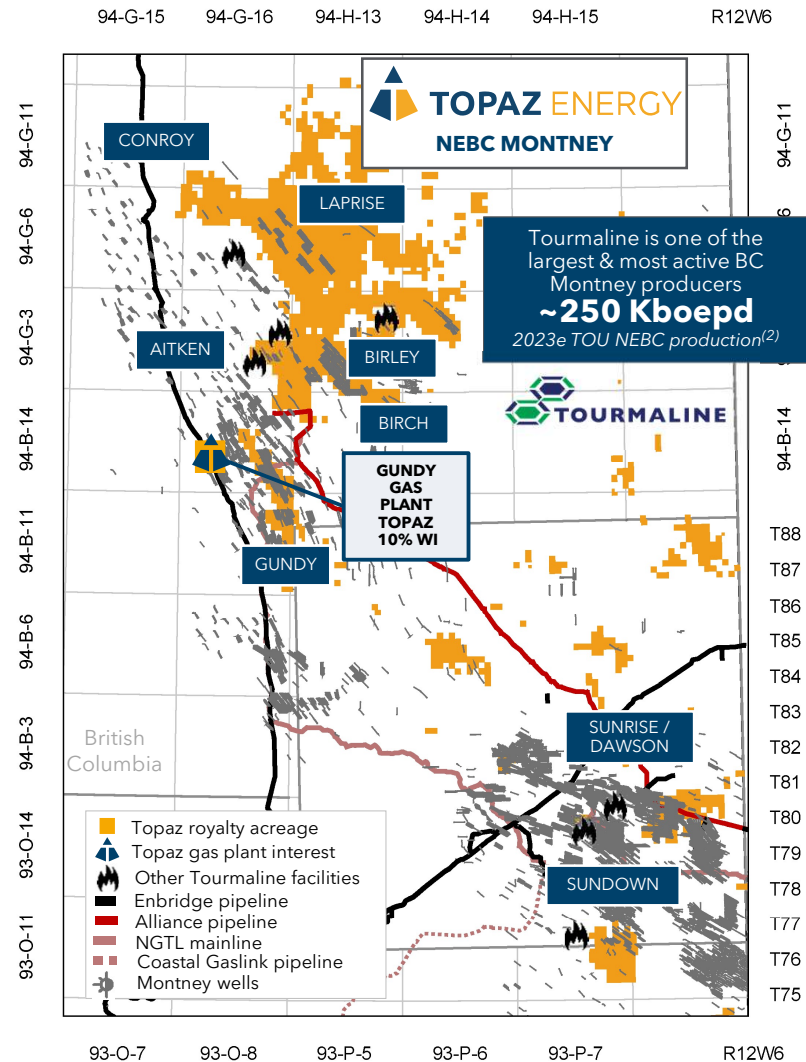 94-G-15
94-G-16
94-H-13
94-H-14
94-H-15
R12W6
94-G-11
94-G-6
94-G-3
94-B-14
94-B-11
94-B-6
94-B-3
93-O-14
93-O-11
TOPAZ ENERGY
NEBC MONTNEY
CONROY
LAPRISE
Tourmaline is one of the
largest & most active BC
Montney producers
~250 Kboepd
2023e TOU NEBC production(2)
AITKEN
BIRLEY
BIRCH
TOURMALINE
GUNDY
GAS
PLANT
TOPAZ
10% WI
GUNDY
British
Columbia
SUNRISE /
DAWSON
SUNDOWN
Topaz royalty acreage
Topaz gas plant interest
Other Tourmaline facilities
Enbridge pipeline
Alliance pipeline
NGTL mainline
Coastal Gaslink pipeline
Montney wells
94-G-11
6
94-B-14
T88
T87
T86
T85
T84
T83
T82
T81
T80
T79
T78
T77
T76
T75
93-O-7
93-O-8
93-P-5
93-P-6
93-P-7
R12W6